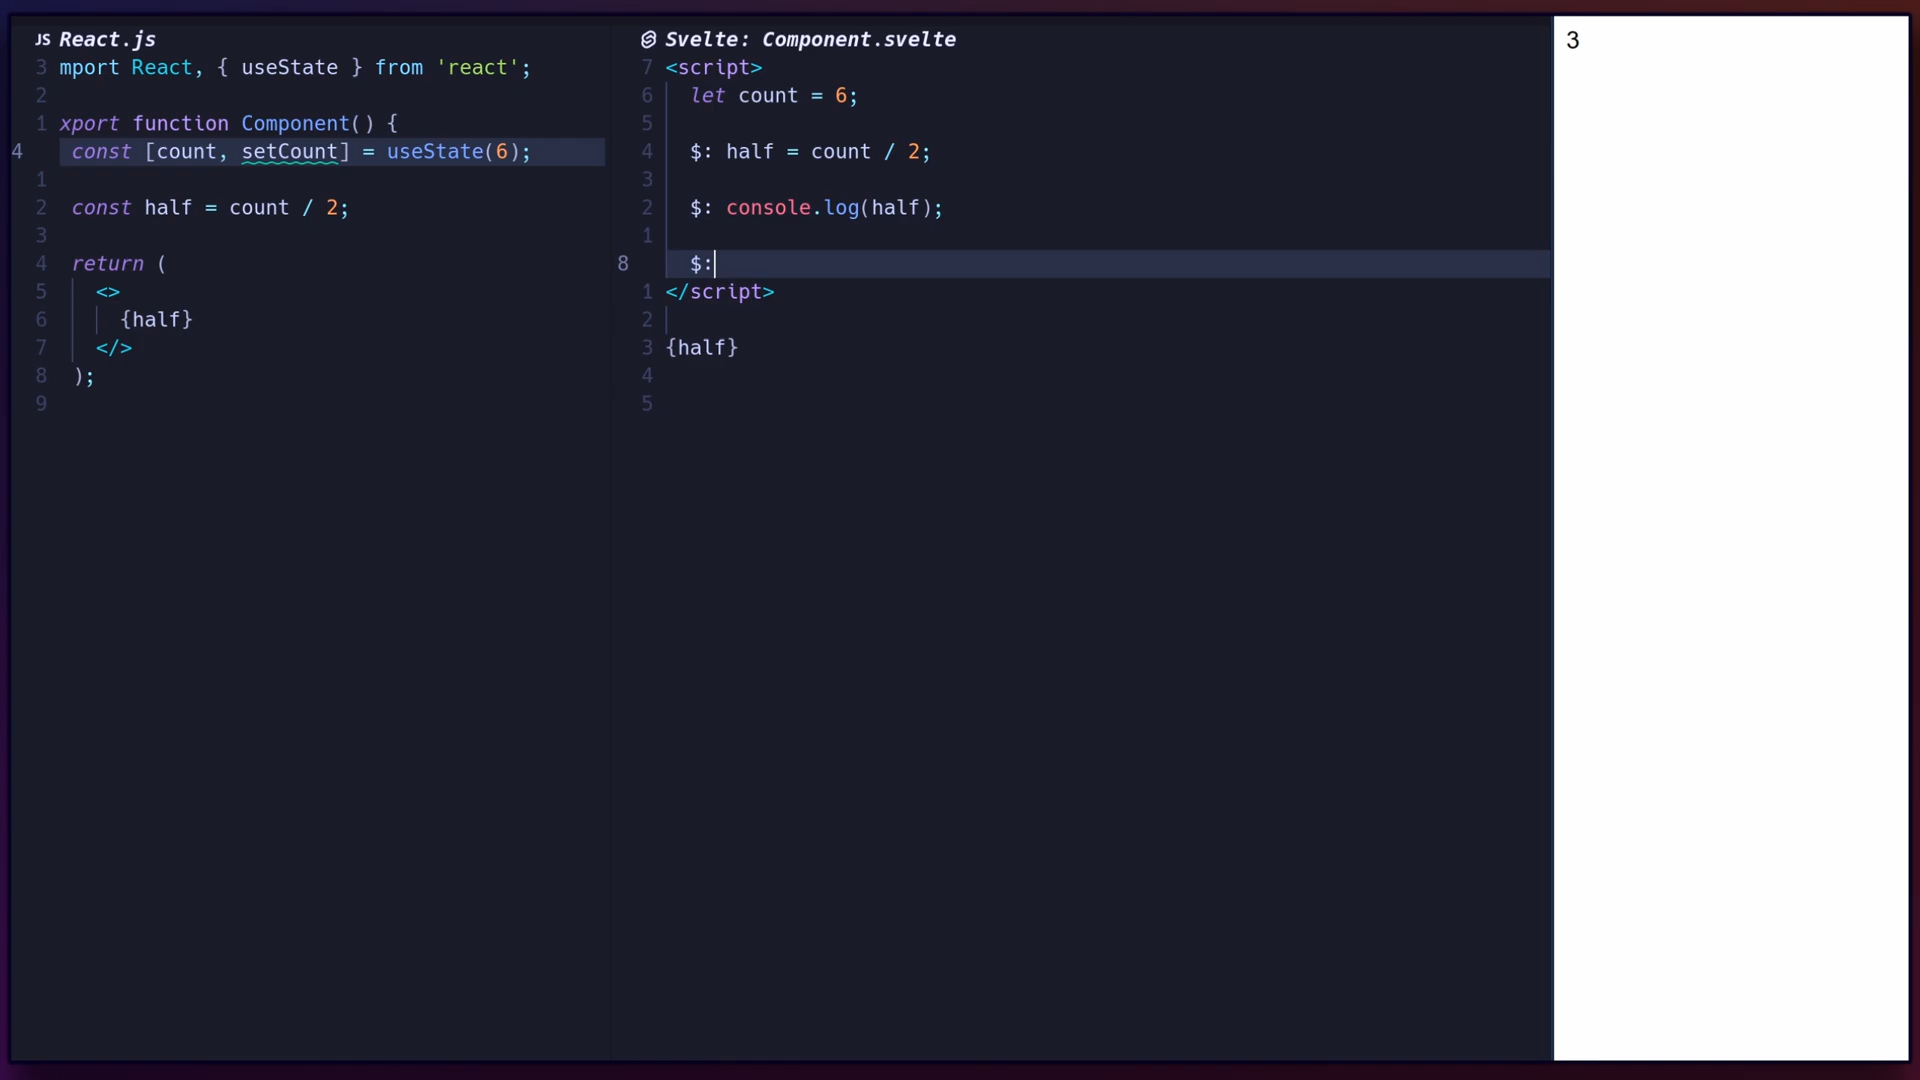 JS React.js
3 mport React, { useState } from 'react';
2
1 xport function Component() {
4 const [count, setCount] = useState(6);
1
2 const half = count / 2;
3
4 return (
5 <>
6 {half}
7 </>
8 );
9
Svelte: Component.svelte
7 <script>
6 let count = 6;
5
4 $: half = count / 2;
3
2 $: console.log(half);
1
8 $:
1 </script>
2
3 {half}
4
5
3